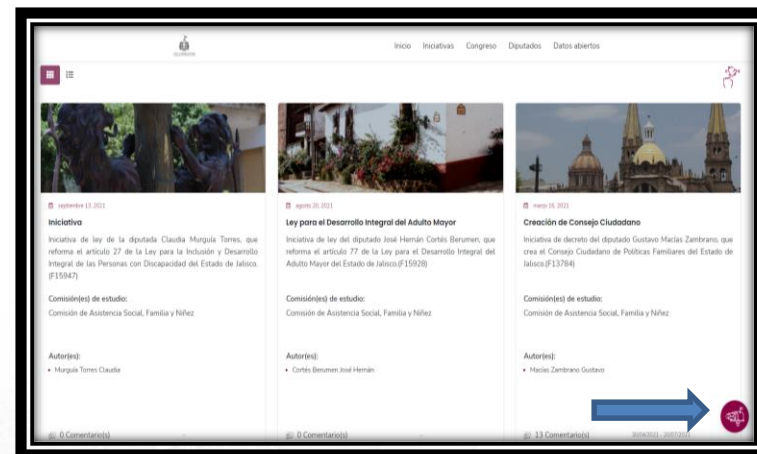 Inicio Iniciativas Congreso Diputados Datos abiertos
septiembre 13, 2021
Iniciativa
Iniciativa de ley de la diputada Claudia Murguía Torres, que
reforma el artículo 27 de la Ley para la Inclusión y Desarrollo
Integral de las Personas con Discapacidad del Estado de Jalisco.
(F15947)
Comisión(es) de estudio:
Comisión de Asistencia Social, Familia y Niñez
Autor(es):
• Murguía Torres Claudia
0 Comentario(s) -
agosto 20, 2021
Ley para el Desarrollo Integral del Adulto Mayor
Iniciativa de ley del diputado José Hernán Cortés Berumen, que
reforma el artículo 77 de la Ley para el Desarrollo Integral del
Adulto Mayor del Estado de Jalisco.(F15928)
Comisión(es) de estudio:
Comisión de Asistencia Social, Familia y Niñez
Autor(es):
• Cortés Berumen José Hernán
0 Comentario(s) -
marzo 18, 2021
Creación de Consejo Ciudadano
Iniciativa de decreto del diputado Gustavo Macías Zambrano, que
crea el Consejo Ciudadano de Políticas Familiares del Estado de
Jalisco.(F13784)
Comisión(es) de estudio:
Comisión de Asistencia Social, Familia y Niñez
Autor(es):
• Macías Zambrano Gustavo
13 Comentario(s)